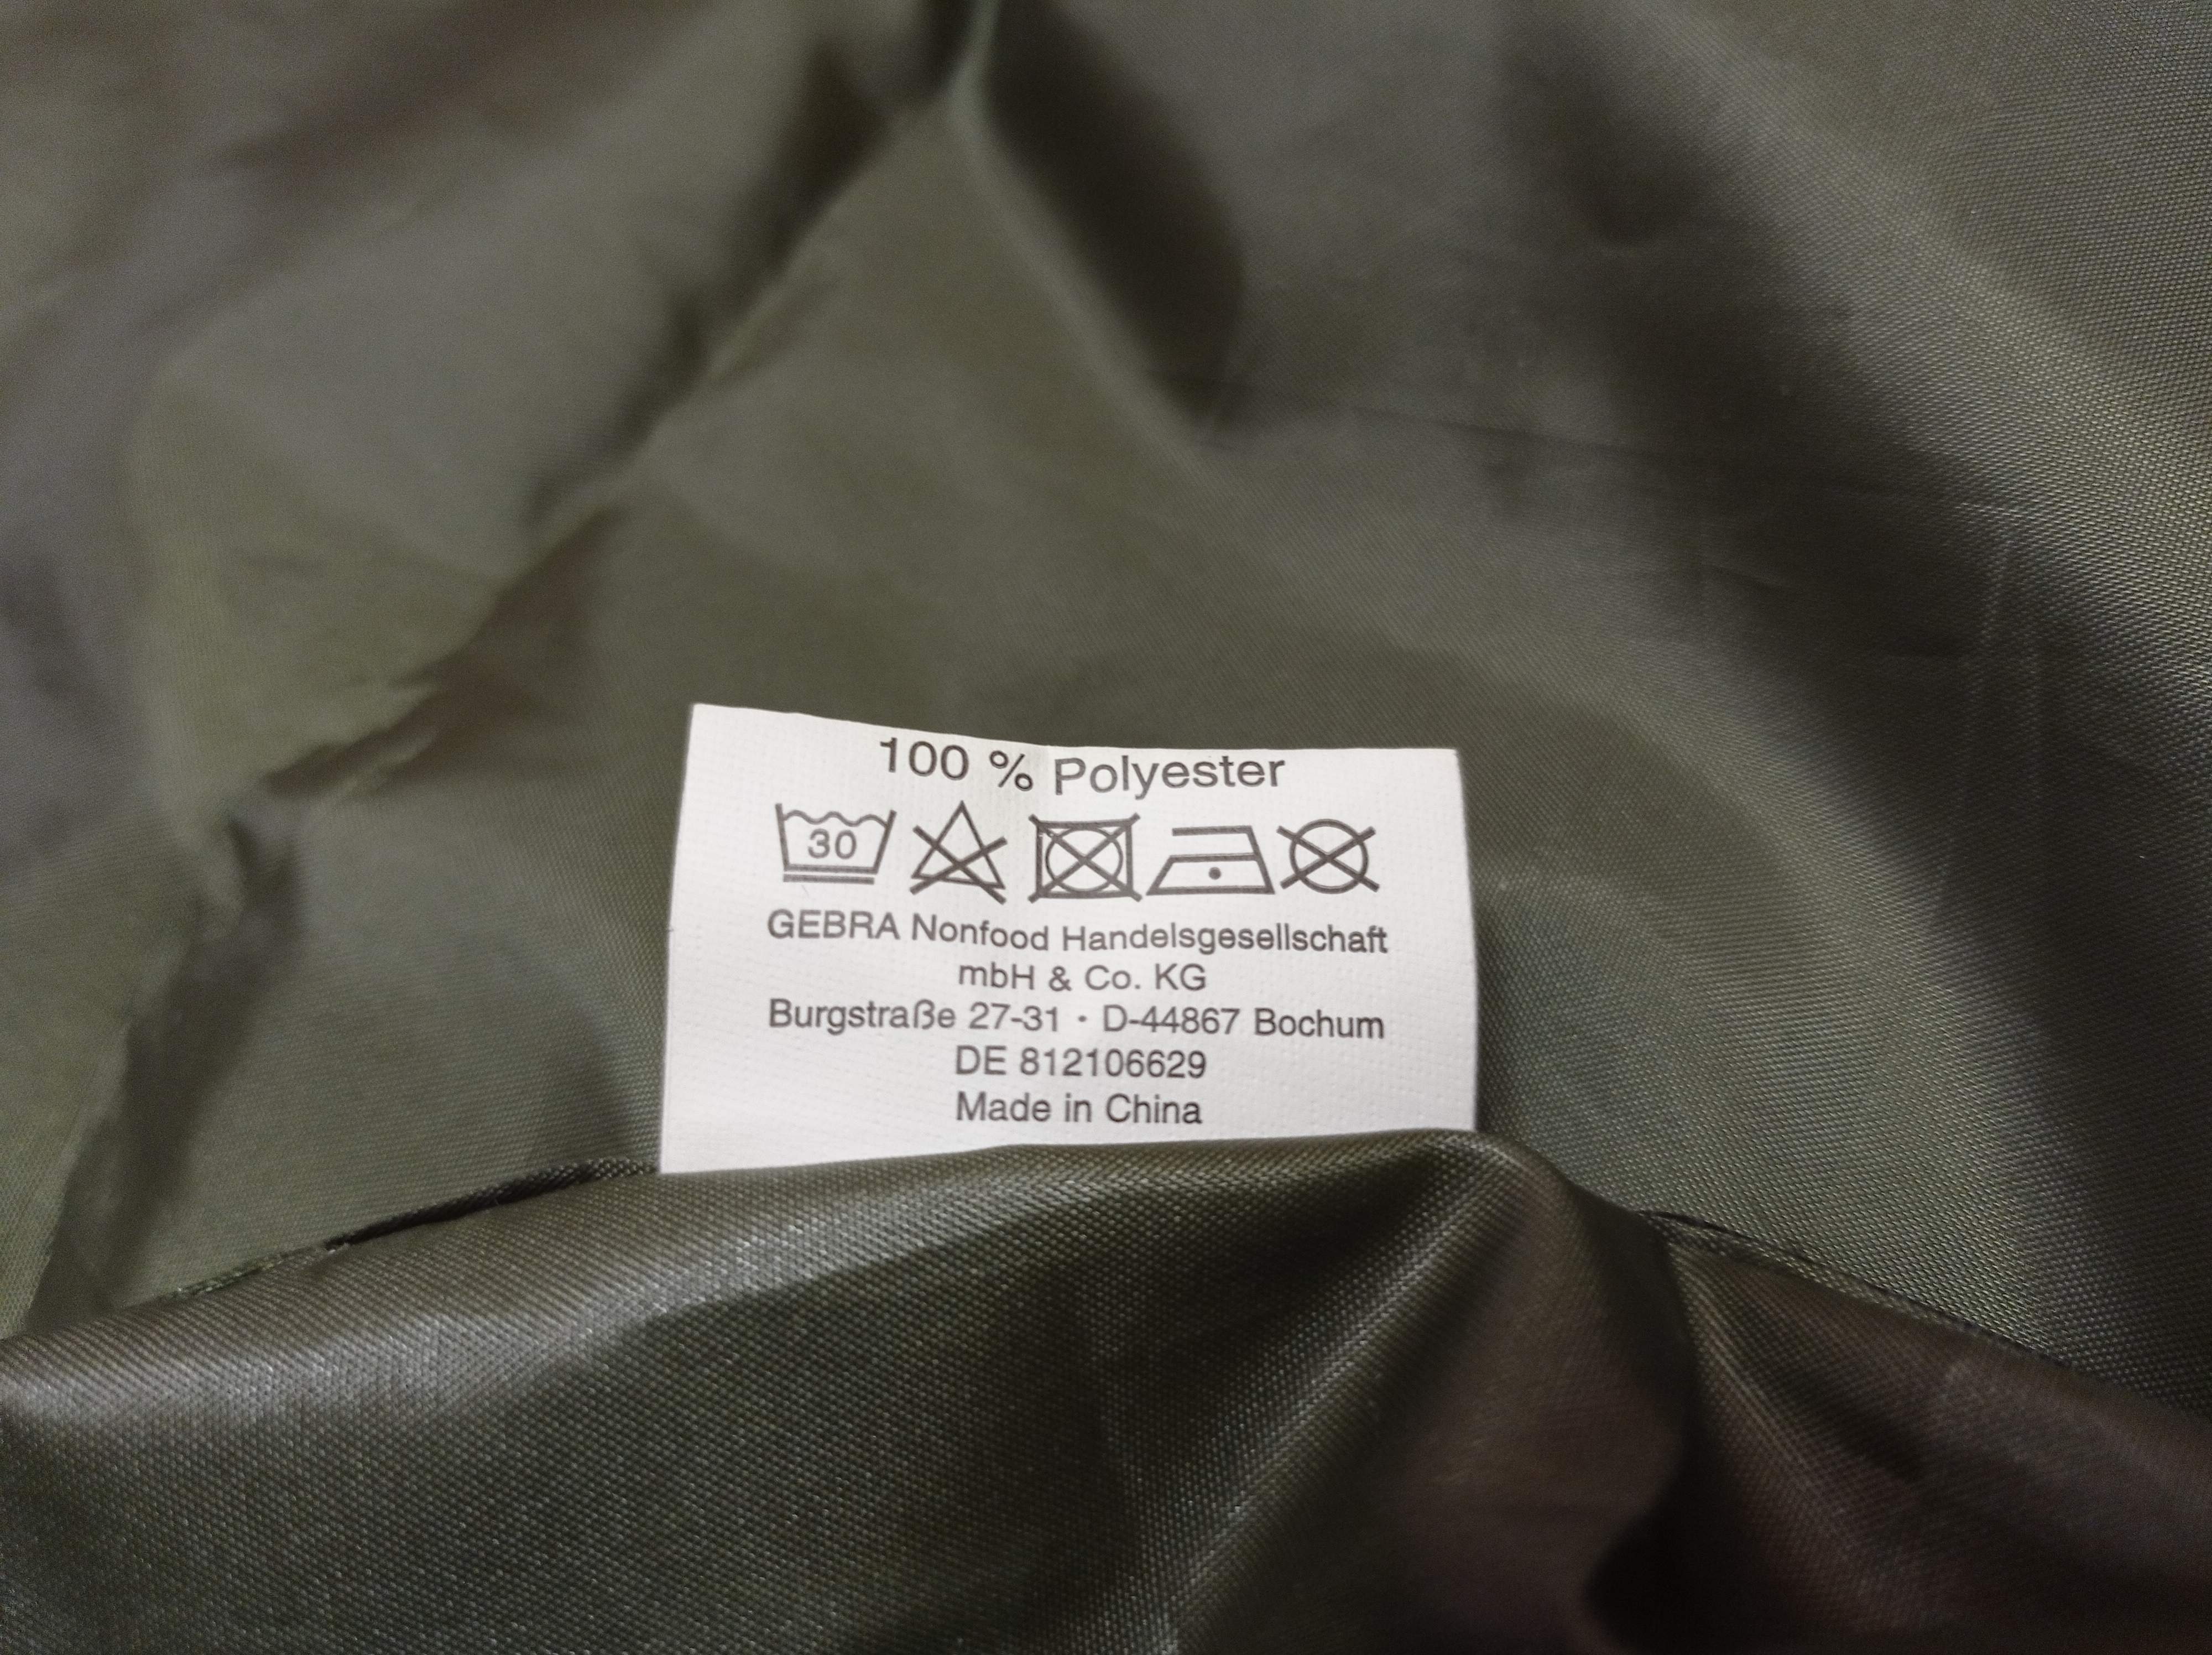 100 % Polyester
30
GEBRA Nonfood Handelsgesellschaft
mbH & Co. KG
Burgstraße 27-31 · D-44867 Bochum
DE 812106629
Made in China